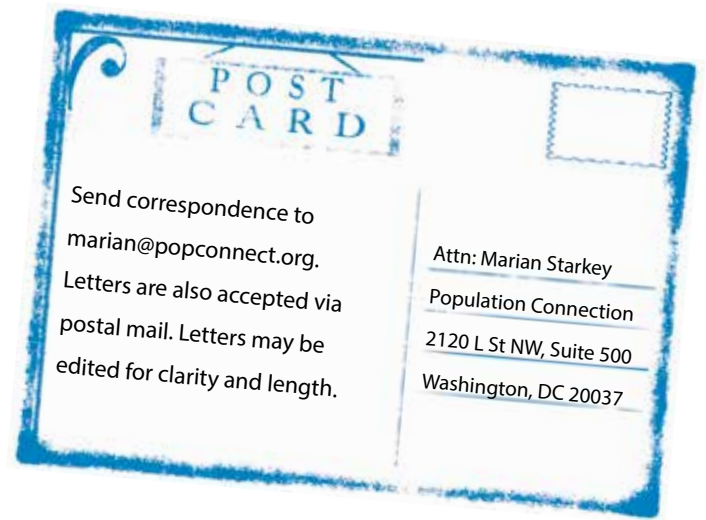 POST
CARD
Send correspondence to
marian@popconnect.org.
Letters are also accepted via
postal mail. Letters may be
edited for clarity and length.
Attn: Marian Starkey
Population Connection
2120 L St NW, Suite 500
Washington, DC 20037